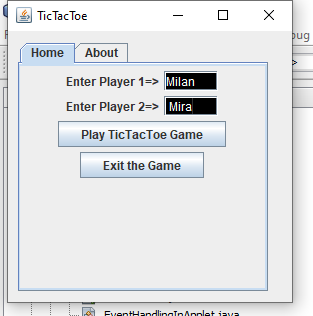 TicTacToe
Home About
Enter Player 1=> Milan
Enter Player 2=> Mira
Play TicTacToe Game
Exit the Game
EventHandlingInApplet.java